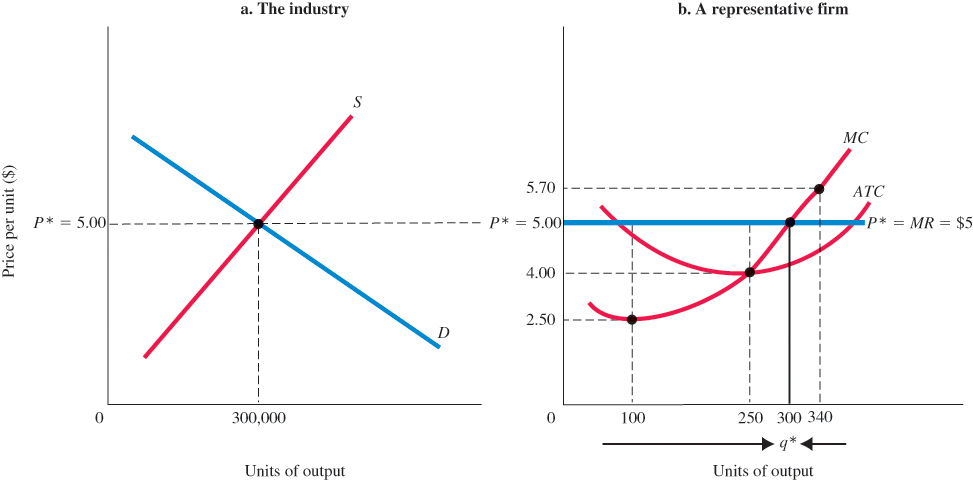 a. The industry
Price per unit ($)
S
P* = 5.00
D
0
300,000
Units of output
b. A representative firm
MC
5.70
ATC
P* = 5.00
P* = MR = $5
4.00
2.50
0
100
250
300
340
q*
Units of output